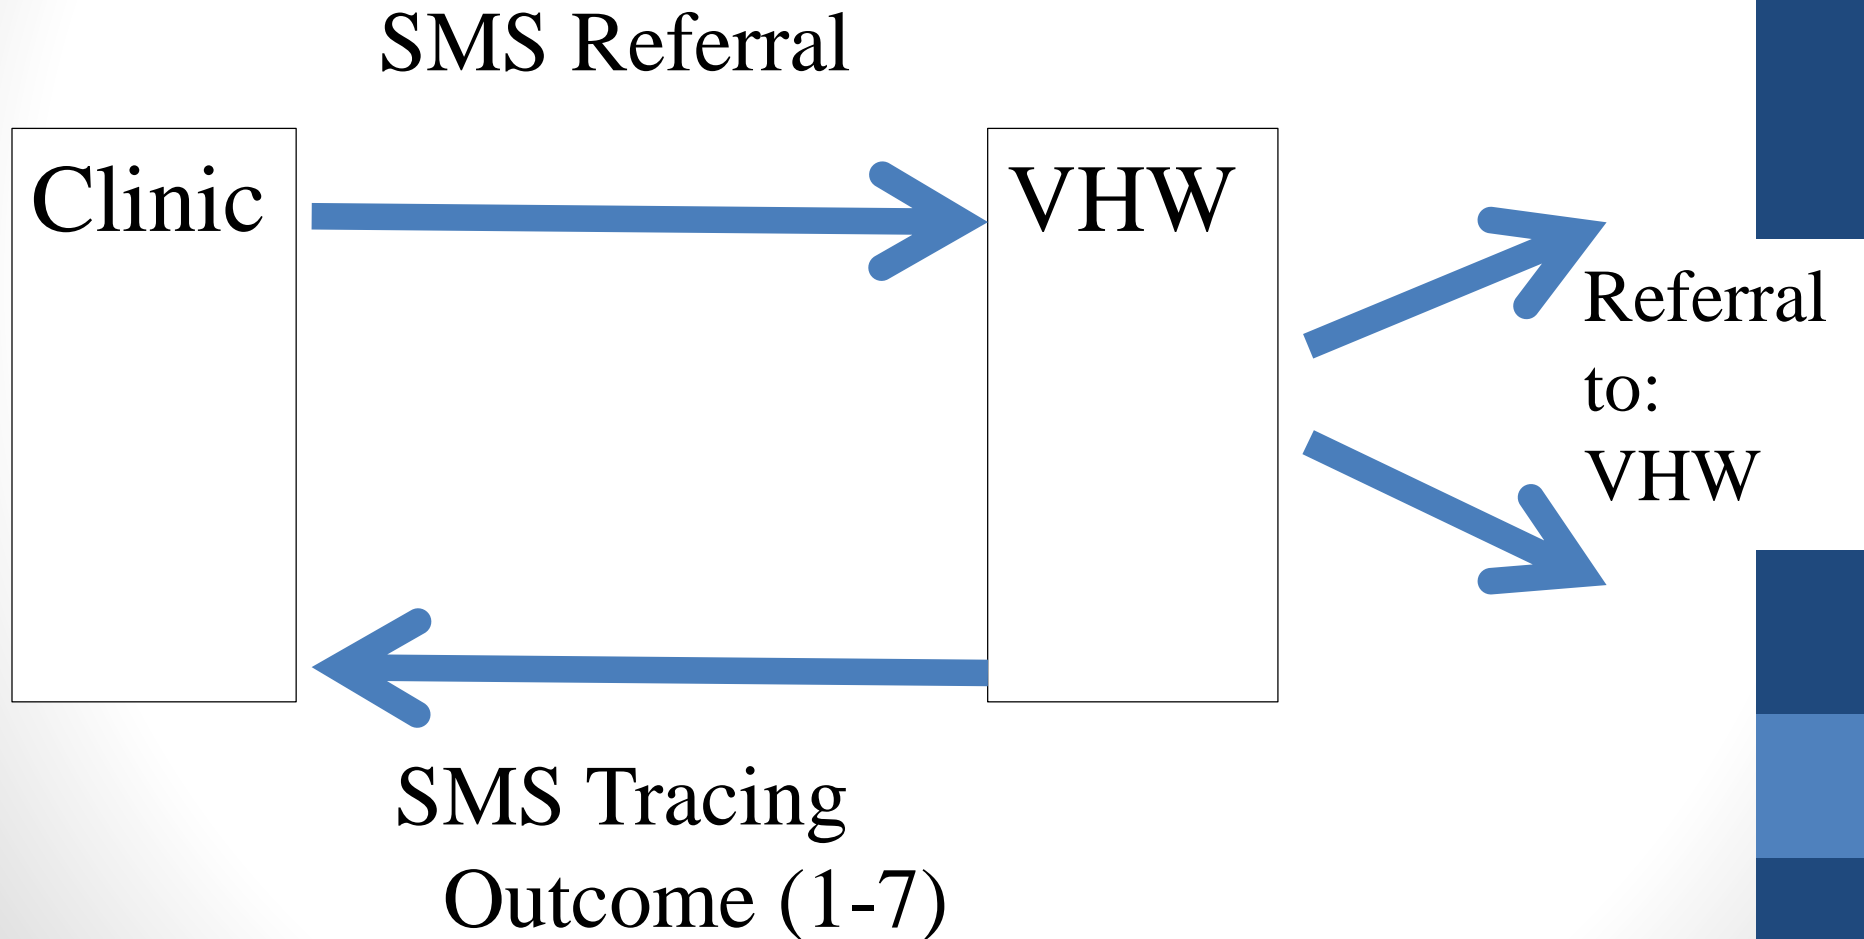 SMS Referral
Clinic
VHW
Referral
to:
VHW
SMS Tracing
Outcome (1-7)